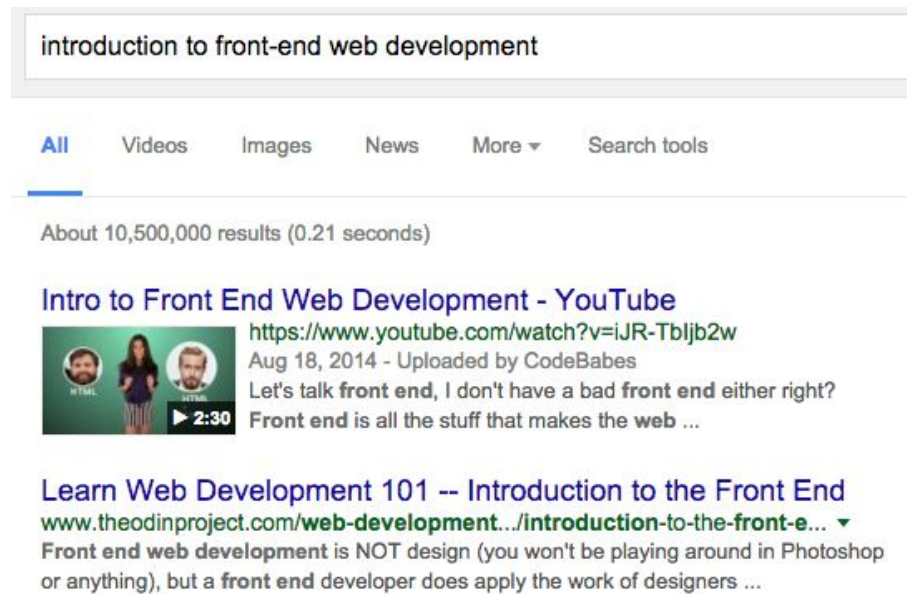 introduction to front-end web development
All Videos Images News More Search tools
About 10,500,000 results (0.21 seconds)
Intro to Front End Web Development - YouTube
https://www.youtube.com/watch?v=iJR-TbIjb2w
Aug 18, 2014 - Uploaded by CodeBabes
Let's talk front end, I don't have a bad front end either right?
HTML HTML
2:30 Front end is all the stuff that makes the web ...
Learn Web Development 101 -- Introduction to the Front End
www.theodinproject.com/web-development.../introduction-to-the-front-e...
Front end web development is NOT design (you won't be playing around in Photoshop
or anything), but a front end developer does apply the work of designers ...